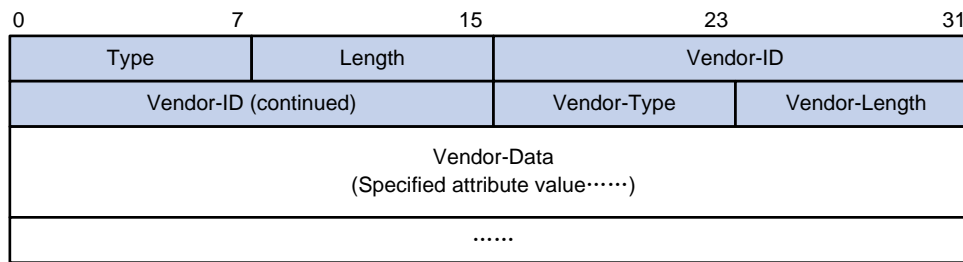 0 7 15 23 31
Type Length Vendor-ID
Vendor-ID (continued) Vendor-Type Vendor-Length
Vendor-Data
(Specified attribute value……)
……